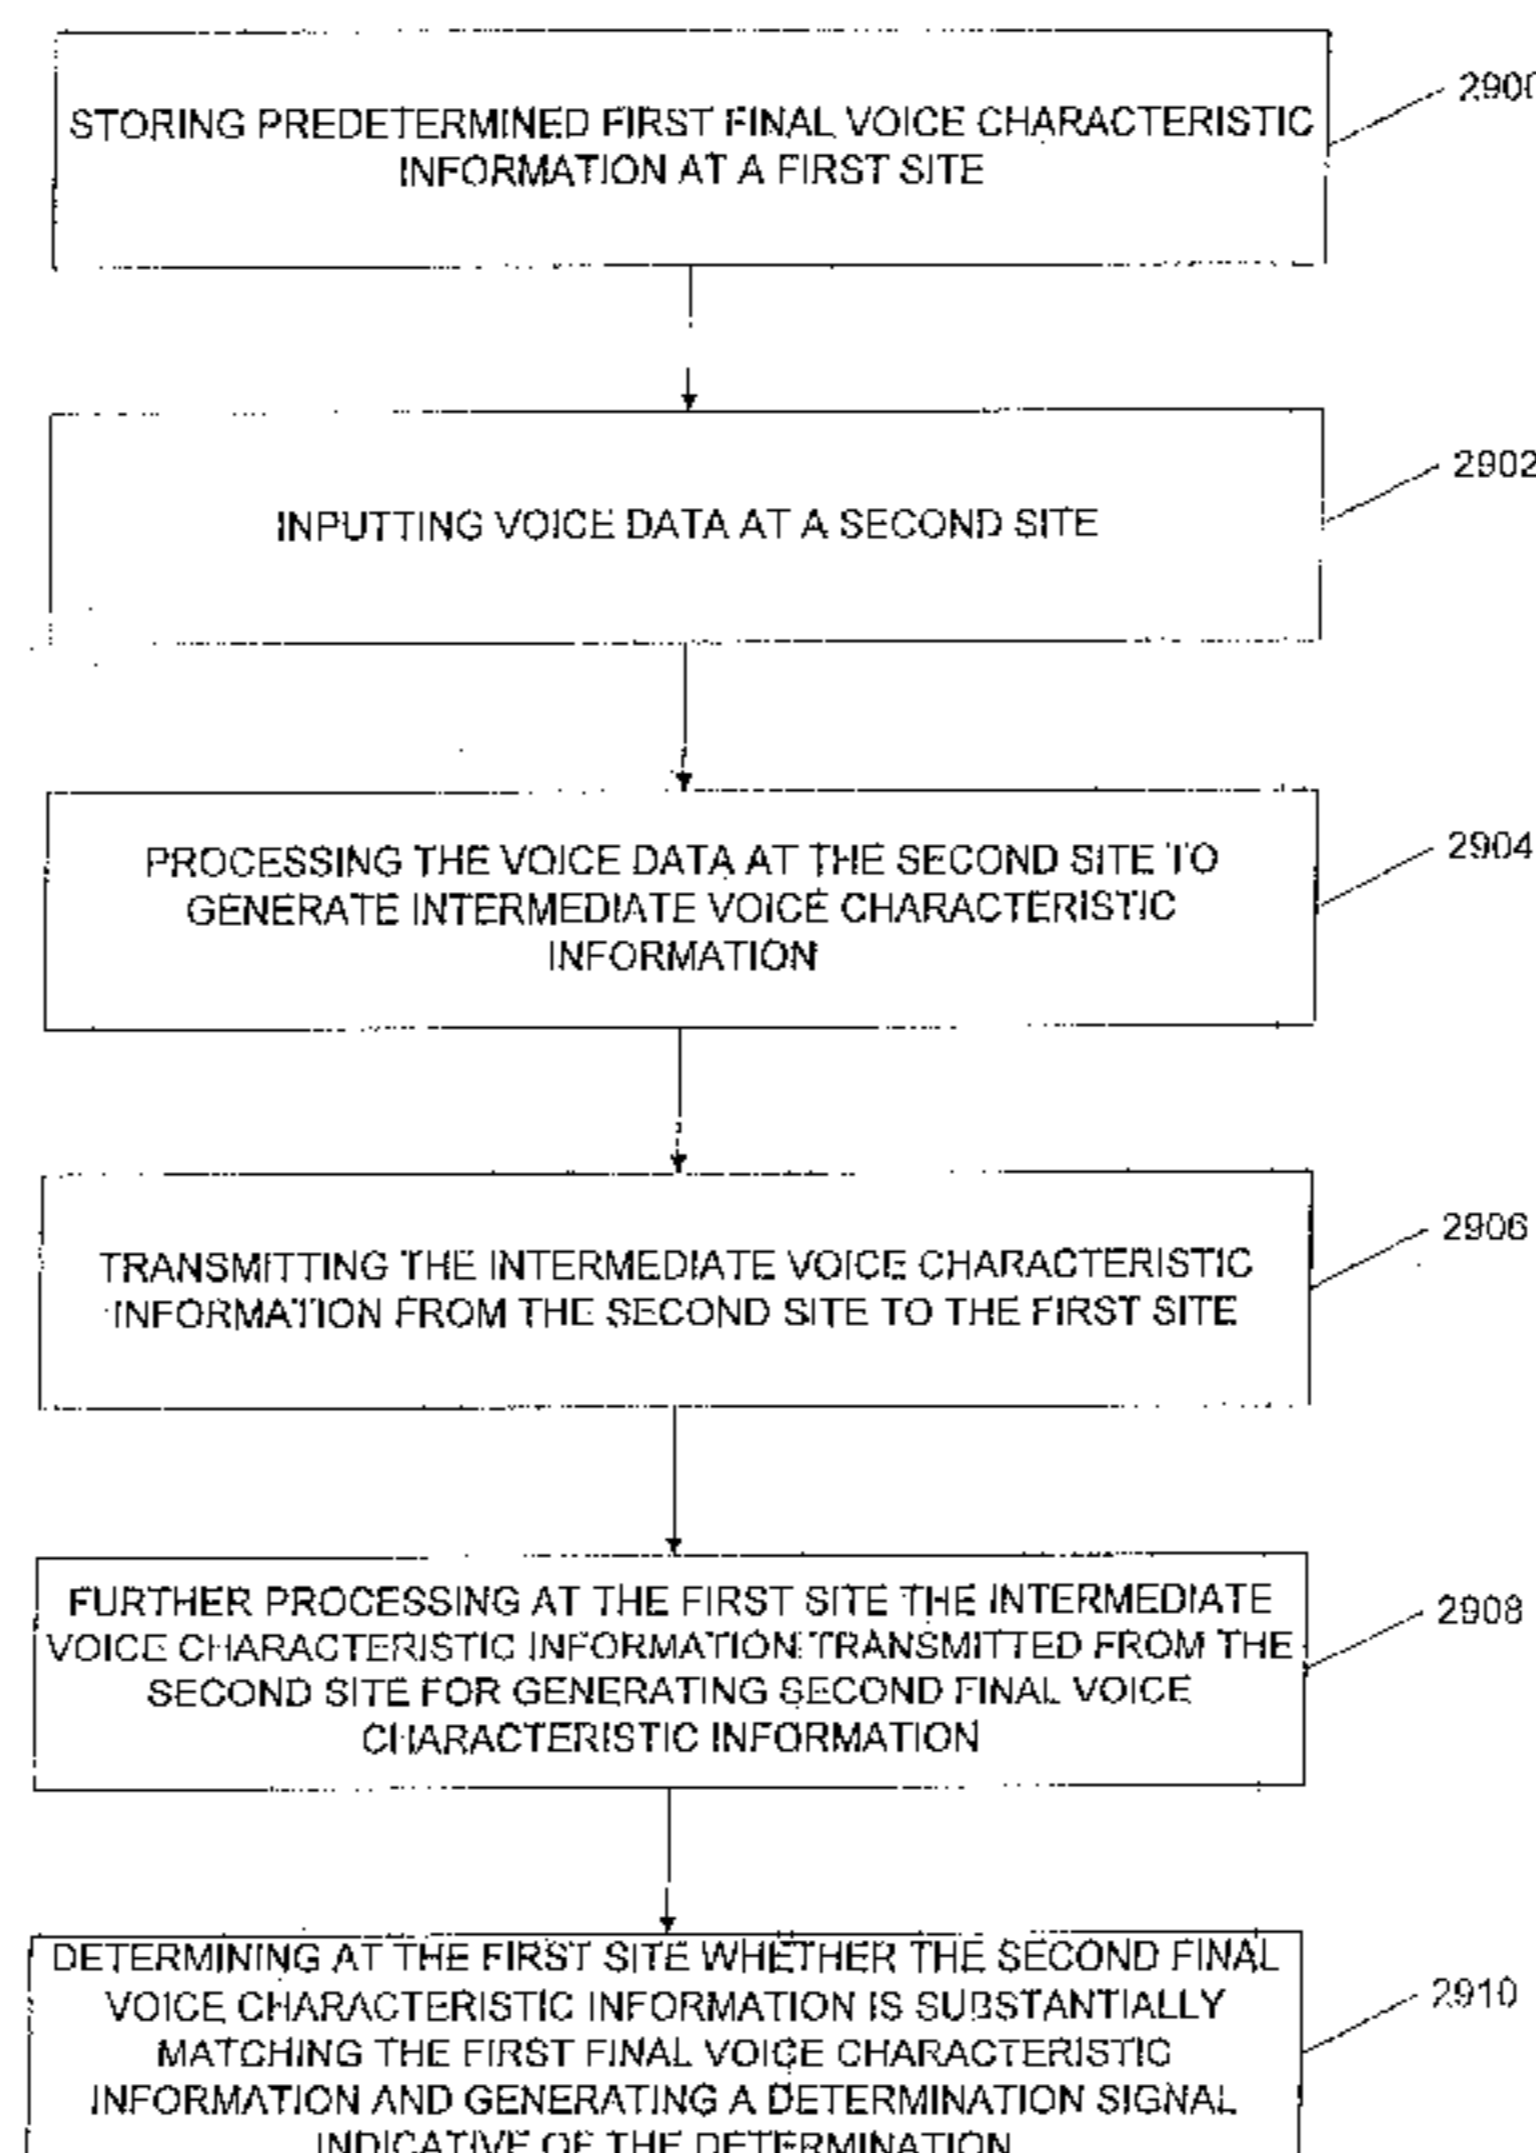 STORING PREDETERMINED FIRST FINAL VOICE CHARACTERISTIC
INFORMATION AT A FIRST SITE
2900
INPUTTING VOICE DATA AT A SECOND SITE
2902
PROCESSING THE VOICE DATA AT THE SECOND SITE TO
GENERATE INTERMEDIATE VOICE CHARACTERISTIC
INFORMATION
2904
TRANSMITTING THE INTERMEDIATE VOICE CHARACTERISTIC
INFORMATION FROM THE SECOND SITE TO THE FIRST SITE
2906
FURTHER PROCESSING AT THE FIRST SITE THE INTERMEDIATE
VOICE CHARACTERISTIC INFORMATION TRANSMITTED FROM THE
SECOND SITE FOR GENERATING SECOND FINAL VOICE
CHARACTERISTIC INFORMATION
2908
DETERMINING AT THE FIRST SITE WHETHER THE SECOND FINAL
VOICE CHARACTERISTIC INFORMATION IS SUBSTANTIALLY
MATCHING THE FIRST FINAL VOICE CHARACTERISTIC
INFORMATION AND GENERATING A DETERMINATION SIGNAL
INDICATIVE OF THE DETERMINATION
2910